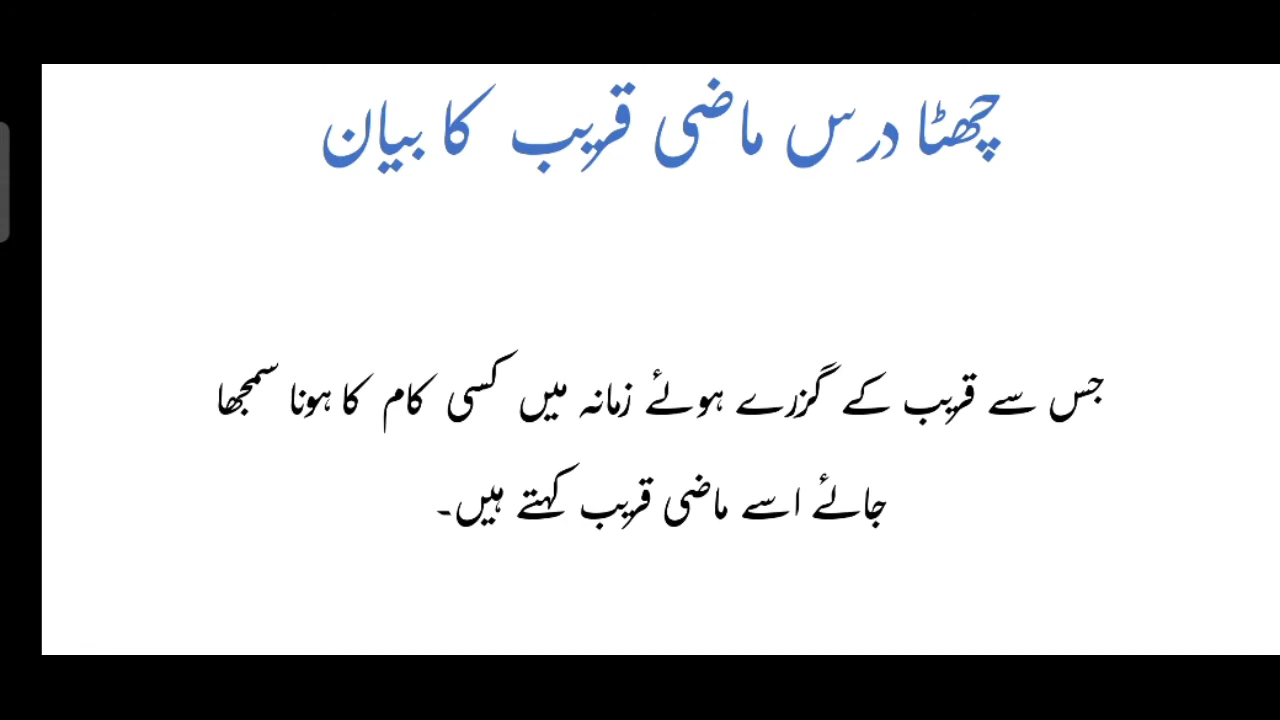 چھٹا درس ماضی قریب کا بیان
جس سے قریب کے گزرے ہوئے زمانہ میں کسی کام کا ہونا سمجھا
جائے اسے ماضی قریب کہتے ہیں۔